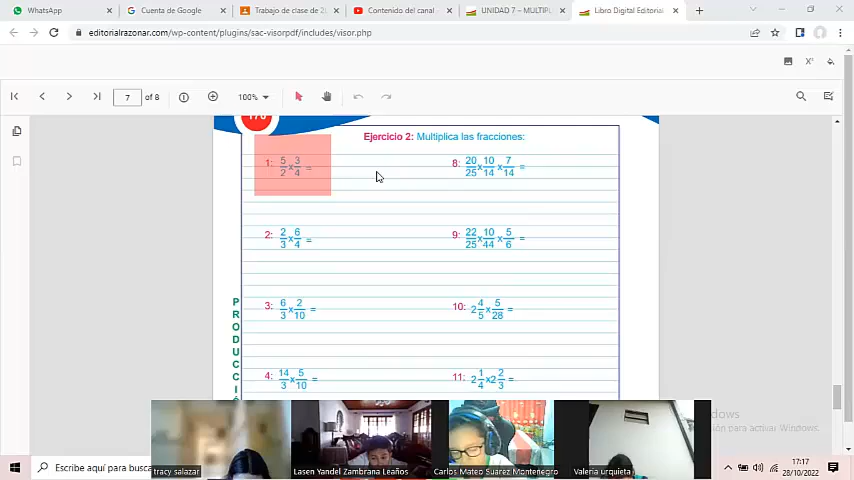 WhatsApp
Cuenta de Google
Trabajo de clase de 2
Contenido del canal
UNIDAD 7 – MULTIPL
Libro Digital Editorial
editorialrazonar.com/wp-content/plugins/sac-visorpdf/includes/visor.php
7 of 8
100%
Ejercicio 2: Multiplica las fracciones:
1: 5/2 x 3/4 =
8: 20/25 x 10/14 x 7/14 =
2: 2/3 x 6/4 =
9: 22/25 x 10/44 x 5/6 =
3: 6/3 x 2/10 =
10: 2 4/5 x 5/28 =
4: 14/3 x 5/10 =
11: 2 1/4 x 2 2/3 =
P
R
O
D
U
C
C
I
tracy salazar
Lasen Yandel Zambrana Leaños
Carlos Mateo Suarez Montenegro
Valeria urquieta
dows
ión para activar Windows.
Escribe aquí para busca
17:17
28/10/2022